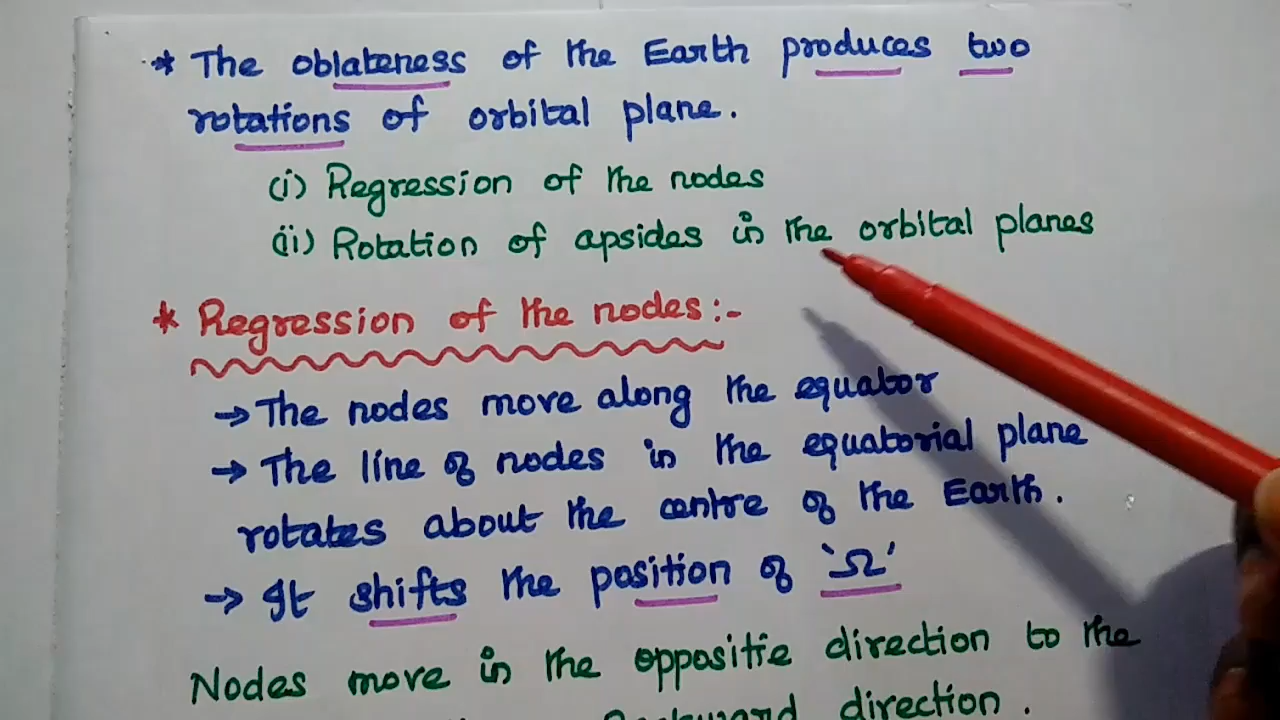 * The oblateness of the Earth produces two
rotations of orbital plane.
(i) Regression of the nodes
(ii) Rotation of apsides in the orbital planes
* Regression of the nodes:-
→ The nodes move along the equator
→ The line of nodes in the equatorial plane
rotates about the centre of the Earth.
→ It shifts the position of 'Ω'
Nodes move in the oppositie direction to the
direction.